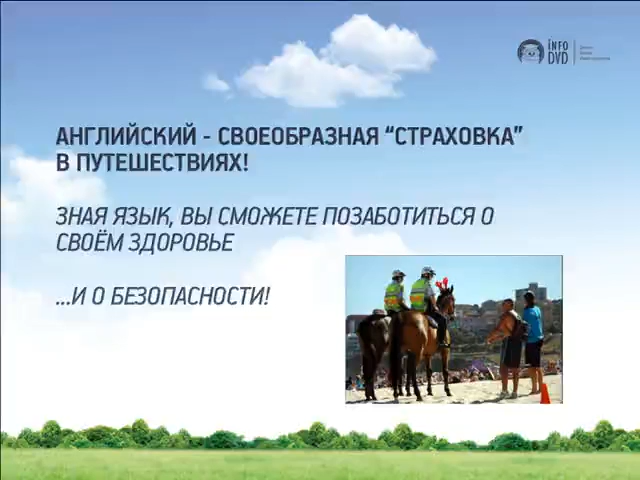 iNFO
DVD
АНГЛИЙСКИЙ - СВОЕОБРАЗНАЯ “СТРАХОВКА”
В ПУТЕШЕСТВИЯХ!
ЗНАЯ ЯЗЫК, ВЫ СМОЖЕТЕ ПОЗАБОТИТЬСЯ О
СВОЁМ ЗДОРОВЬЕ
...И О БЕЗОПАСНОСТИ!